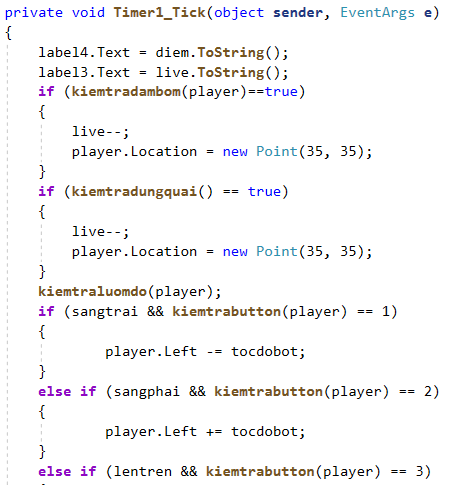 private void Timer1_Tick(object sender, EventArgs e)
{
label4.Text = diem.ToString();
label3.Text = live.ToString();
if (kiemtradambom(player)==true)
{
live--;
player.Location = new Point(35, 35);
}
if (kiemtradungquai() == true)
{
live--;
player.Location = new Point(35, 35);
}
kiemtraluomdo(player);
if (sangtrai && kiemtrabutton(player) == 1)
{
player.Left -= tocdobot;
}
else if (sangphai && kiemtrabutton(player) == 2)
{
player.Left += tocdobot;
}
else if (lentren && kiemtrabutton(player) == 3)